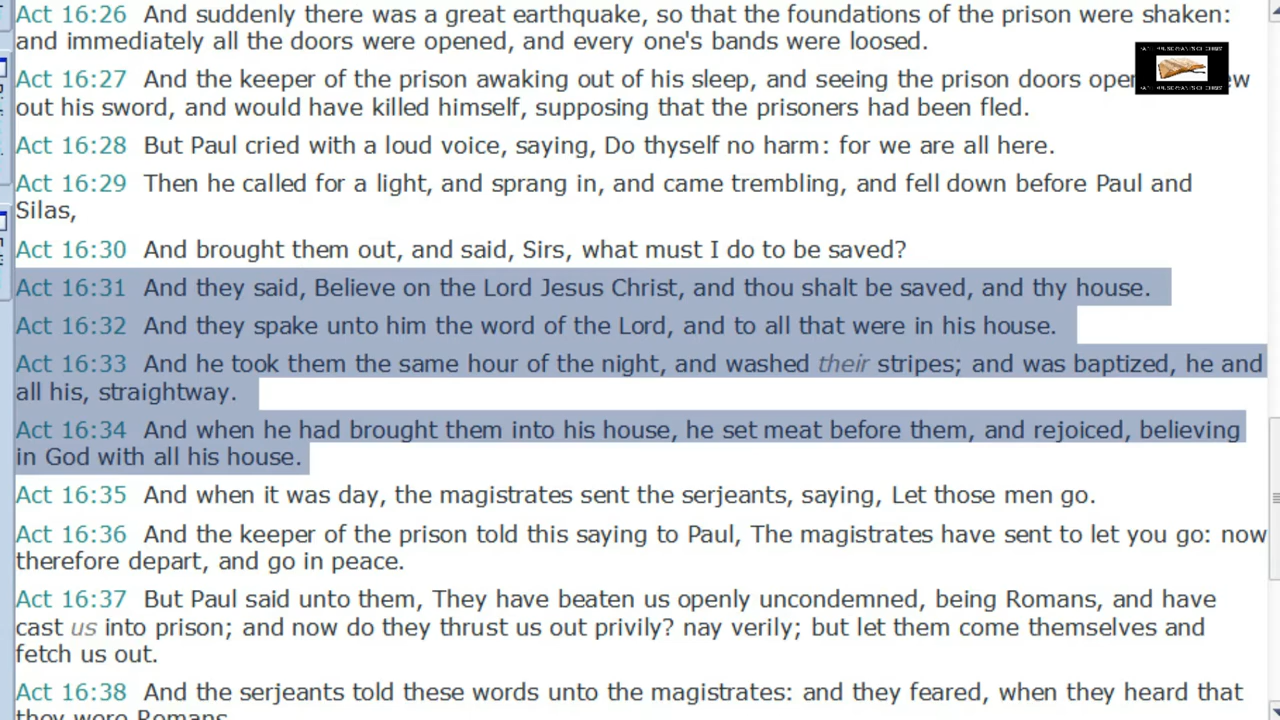 Act 16:26 And suddenly there was a great earthquake, so that the foundations of the prison were shaken:
and immediately all the doors were opened, and every one's bands were loosed.
Act 16:27 And the keeper of the prison awaking out of his sleep, and seeing the prison doors
out his sword, and would have killed himself, supposing that the prisoners had been fled.
Act 16:28 But Paul cried with a loud voice, saying, Do thyself no harm: for we are all here.
Act 16:29 Then he called for a light, and sprang in, and came trembling, and fell down before Paul and
Silas,
Act 16:30 And brought them out, and said, Sirs, what must I do to be saved?
Act 16:31 And they said, Believe on the Lord Jesus Christ, and thou shalt be saved, and thy house.
Act 16:32 And they spake unto him the word of the Lord, and to all that were in his house.
Act 16:33 And he took them the same hour of the night, and washed their stripes; and was baptized, he and
all his, straightway.
Act 16:34 And when he had brought them into his house, he set meat before them, and rejoiced, believing
in God with all his house.
Act 16:35 And when it was day, the magistrates sent the serjeants, saying, Let those men go.
Act 16:36 And the keeper of the prison told this saying to Paul, The magistrates have sent to let you go: now
therefore depart, and go in peace.
Act 16:37 But Paul said unto them, They have beaten us openly uncondemned, being Romans, and have
cast us into prison; and now do they thrust us out privily? nay verily; but let them come themselves and
fetch us out.
Act 16:38 And the serjeants told these words unto the magistrates: and they feared, when they heard that
they were Romans